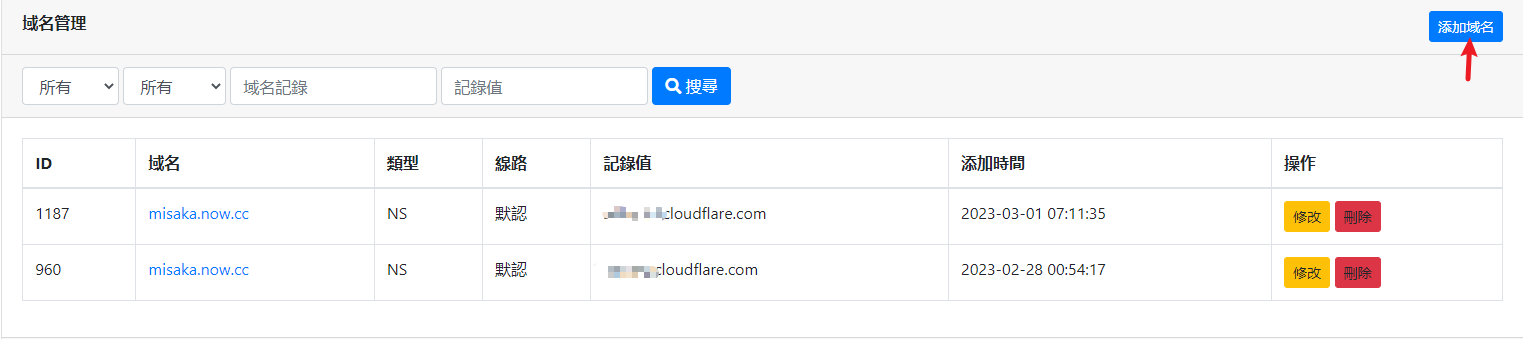 域名管理
添加域名
所有 所有 域名記錄 記錄值 搜尋
ID 域名 類型 線路 記錄值 添加時間 操作
1187 misaka.now.cc NS 默認 cloudflare.com 2023-03-01 07:11:35 修改 刪除
960 misaka.now.cc NS 默認 cloudflare.com 2023-02-28 00:54:17 修改 刪除